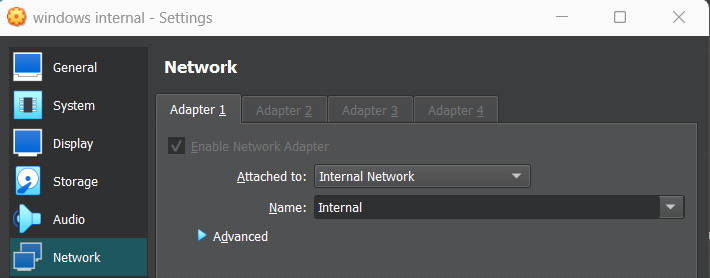 windows internal - Settings
General
System
Display
Storage
Audio
Network
Network
Adapter 1 Adapter 2 Adapter 3 Adapter 4
Enable Network Adapter
Attached to: Internal Network
Name: Internal
Advanced